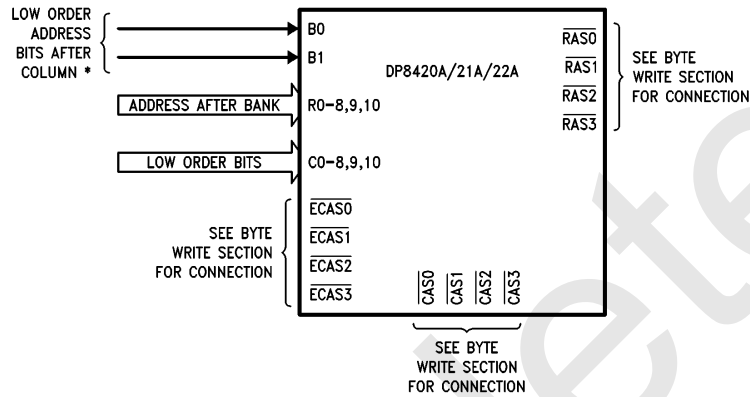 LOW ORDER
ADDRESS
BITS AFTER
COLUMN *
B0
B1
ADDRESS AFTER BANK
R0-8,9,10
LOW ORDER BITS
C0-8,9,10
DP8420A/21A/22A
RAS0
RAS1
RAS2
RAS3
SEE BYTE
WRITE SECTION
FOR CONNECTION
SEE BYTE
WRITE SECTION
FOR CONNECTION
ECAS0
ECAS1
ECAS2
ECAS3
CAS0
CAS1
CAS2
CAS3
SEE BYTE
WRITE SECTION
FOR CONNECTION